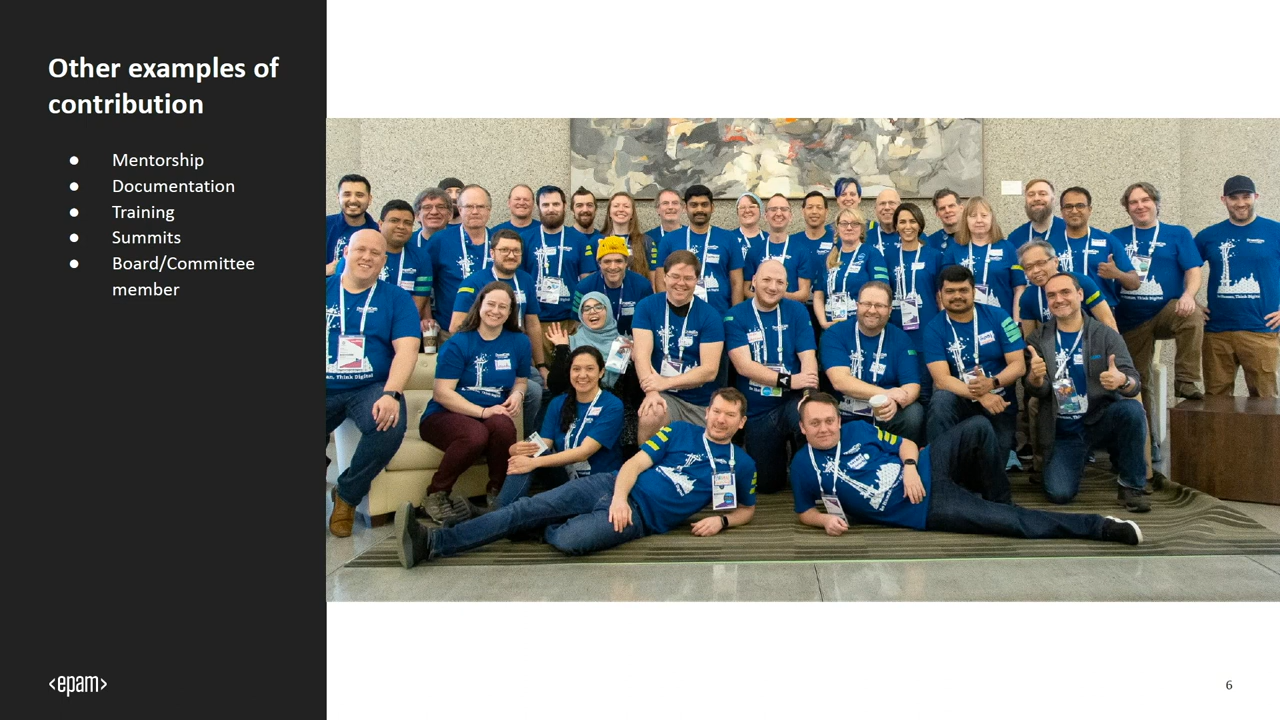 Other examples of
contribution
● Mentorship
● Documentation
● Training
● Summits
● Board/Committee
member
<epam>
6